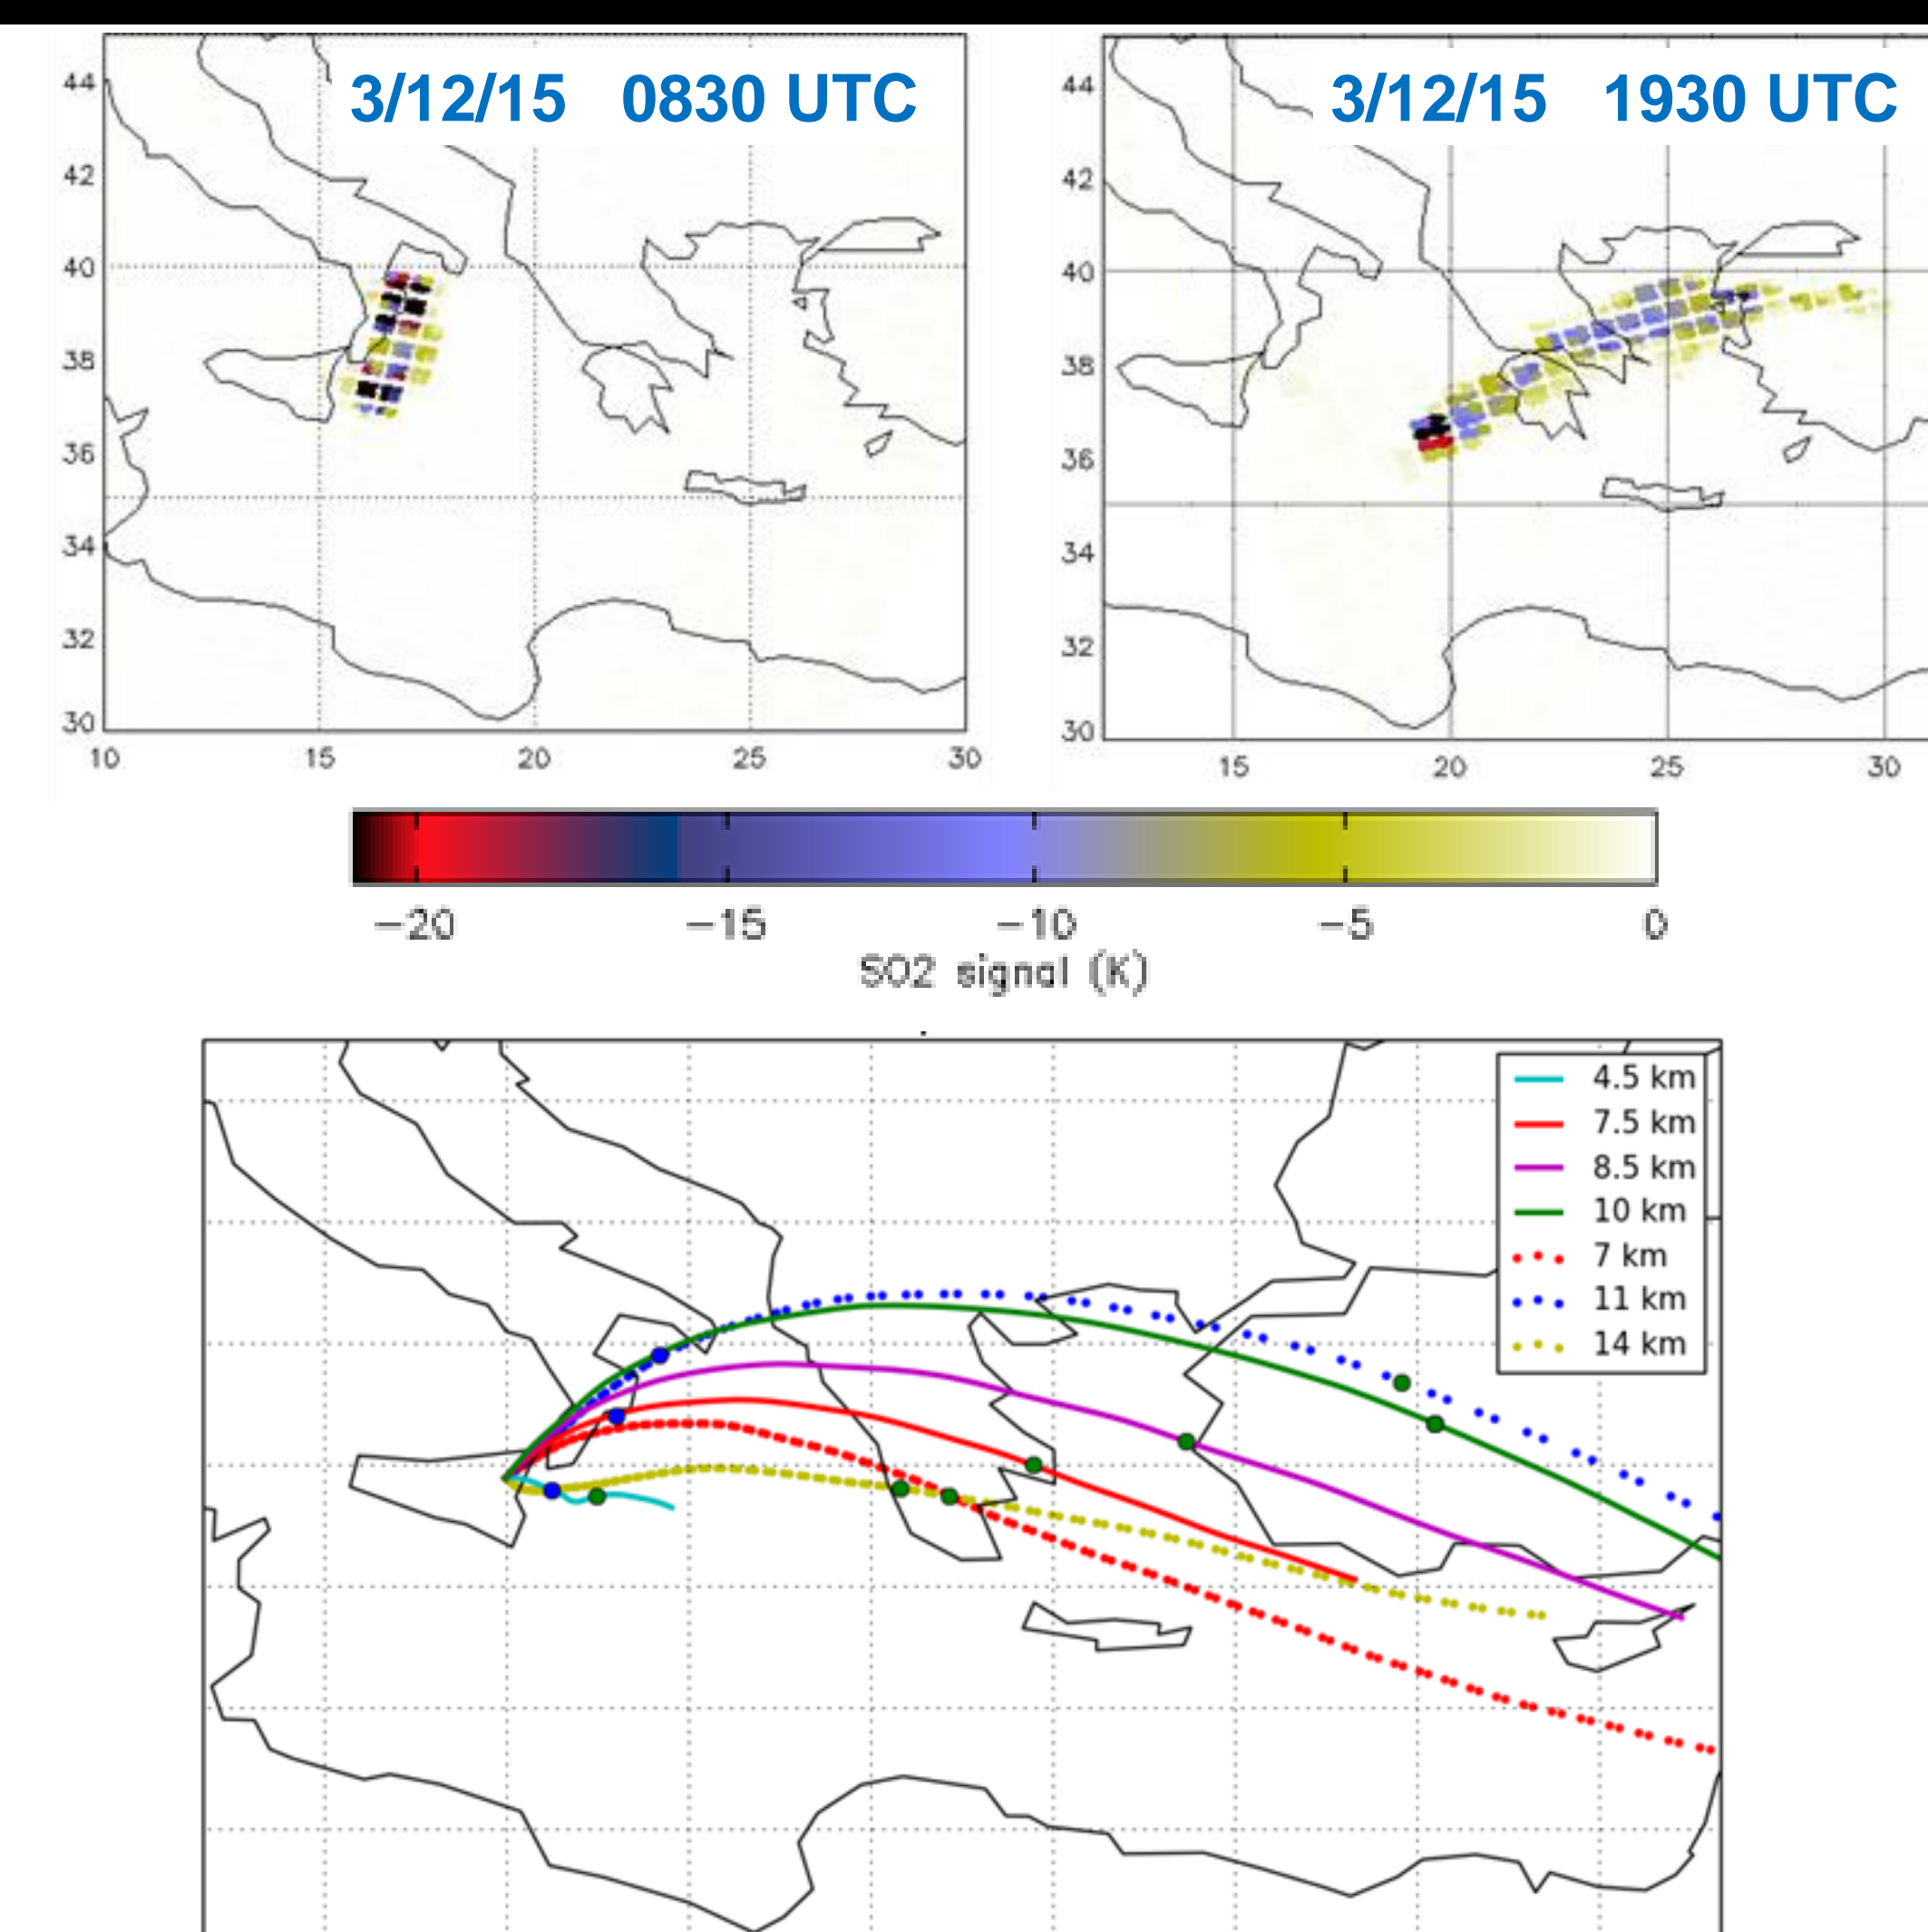 3/12/15 0830 UTC
44
42
40
38
36
34
32
30
10 15 20 25 30
3/12/15 1930 UTC
44
42
40
38
36
34
32
30
15 20 25 30
−20 −15 −10 −5 0
SO2 signal (K)
4.5 km
7.5 km
8.5 km
10 km
7 km
11 km
14 km